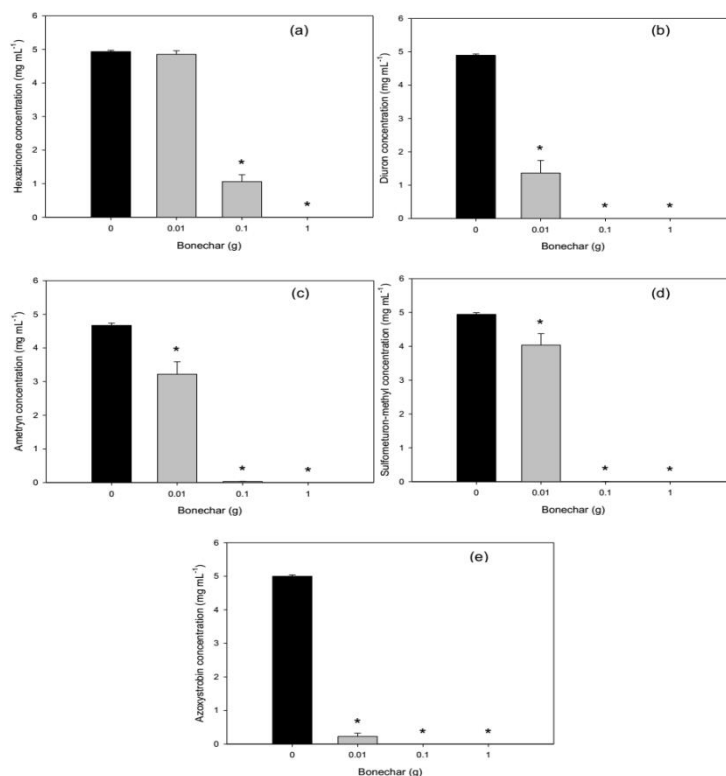 (a)
Hexazinone concentration (mg mL⁻¹)
6
5
4
3
2
1
0
*
*
0 0.01 0.1 1
Bonechar (g)
(b)
Diuron concentration (mg mL⁻¹)
6
5
4
3
2
1
0
*
* *
0 0.01 0.1 1
Bonechar (g)
(c)
Ametryn concentration (mg mL⁻¹)
6
5
4
3
2
1
0
*
* *
0 0.01 0.1 1
Bonechar (g)
(d)
Sulfometuron-methyl concentration (mg mL⁻¹)
6
5
4
3
2
1
0
*
* *
0 0.01 0.1 1
Bonechar (g)
(e)
Azoxystrobin concentration (mg mL⁻¹)
6
5
4
3
2
1
0
* * *
0 0.01 0.1 1
Bonechar (g)